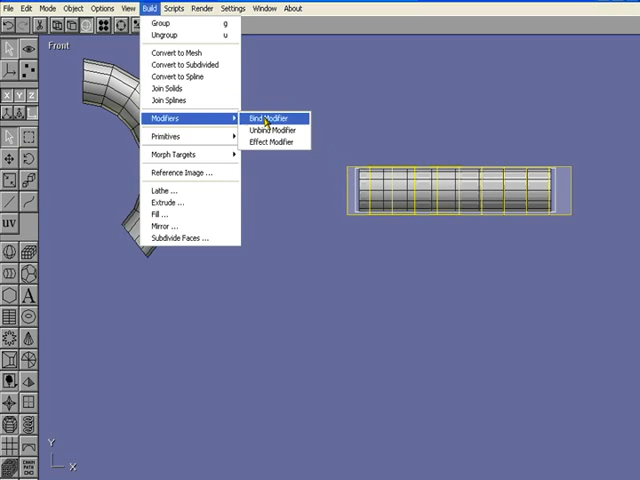 File Edit Mode Object Options View Build Scripts Render Settings Window About
Front
Group g
Ungroup u
Convert to Mesh
Convert to Subdivided
Convert to Spline
Join Solids
Join Splines
Modifiers
Bind Modifier
Unbind Modifier
Effect Modifier
Primitives
Morph Targets
Reference Image ...
Lathe ...
Extrude ...
Fill ...
Mirror ...
Subdivide Faces ...
X Y Z
uv
A
Y
X